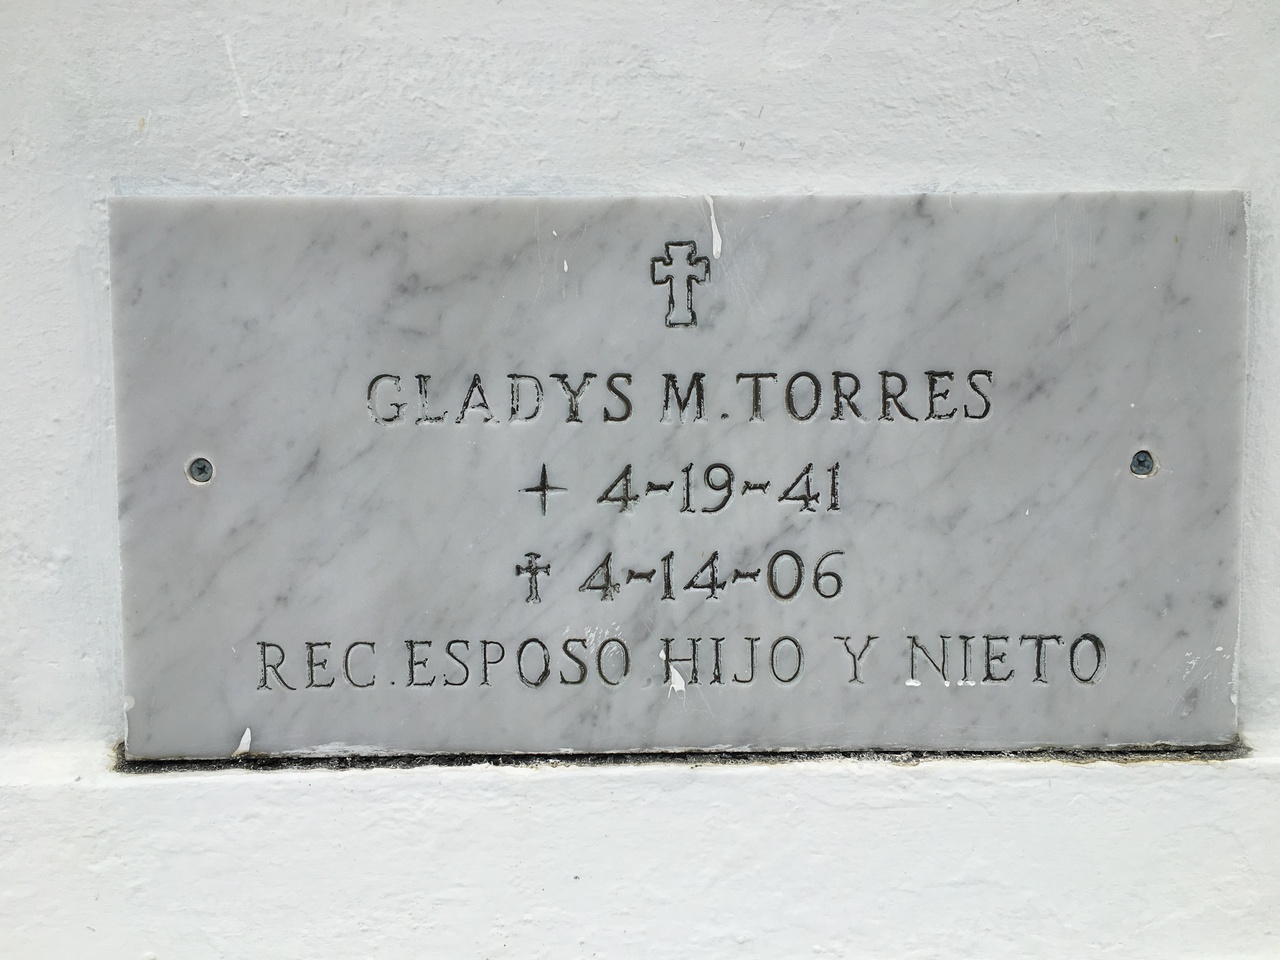 GLADYS M. TORRES
+ 4-19-41
✝ 4-14-06
REC. ESPOSO HIJO Y NIETO